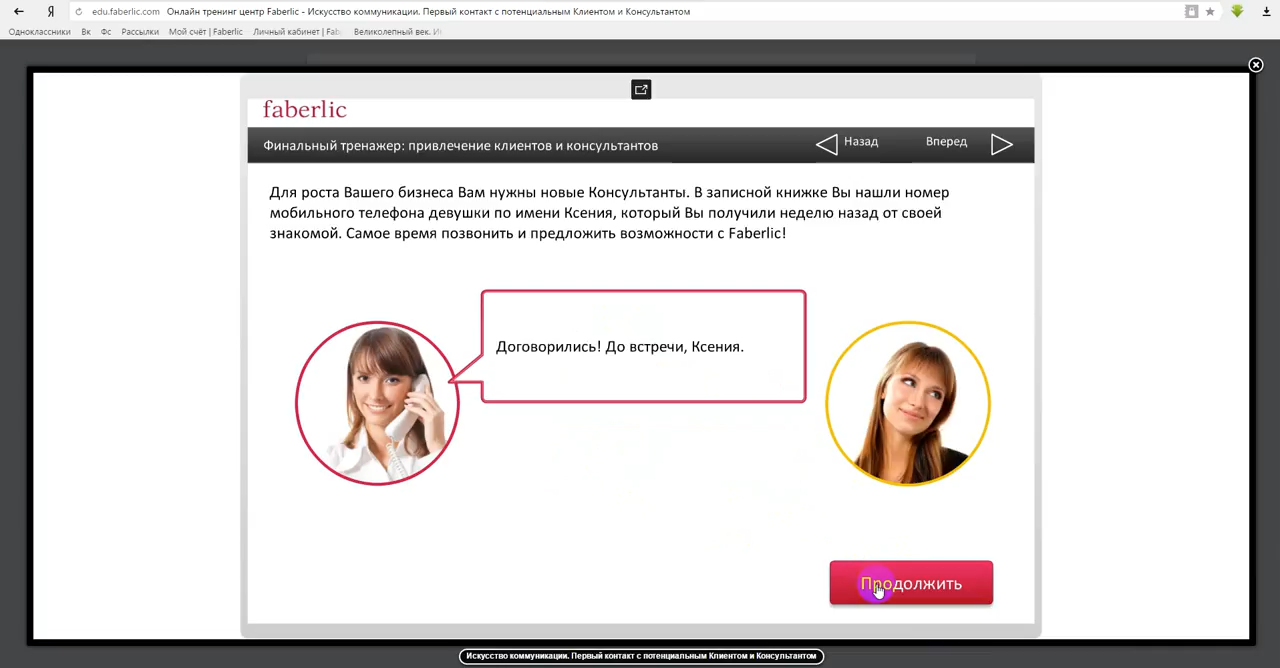 edu.faberlic.com Онлайн тренинг центр Faberlic - Искусство коммуникации. Первый контакт с потенциальным Клиентом и Консультантом
Одноклассники Вк Фс Рассылки Мой счёт | Faberlic Личный кабинет | Fab Великолепный век. И
faberlic
Финальный тренажер: привлечение клиентов и консультантов
Назад
Вперед
Для роста Вашего бизнеса Вам нужны новые Консультанты. В записной книжке Вы нашли номер
мобильного телефона девушки по имени Ксения, который Вы получили неделю назад от своей
знакомой. Самое время позвонить и предложить возможности с Faberlic!
Договорились! До встречи, Ксения.
Продолжить
Искусство коммуникации. Первый контакт с потенциальным Клиентом и Консультантом